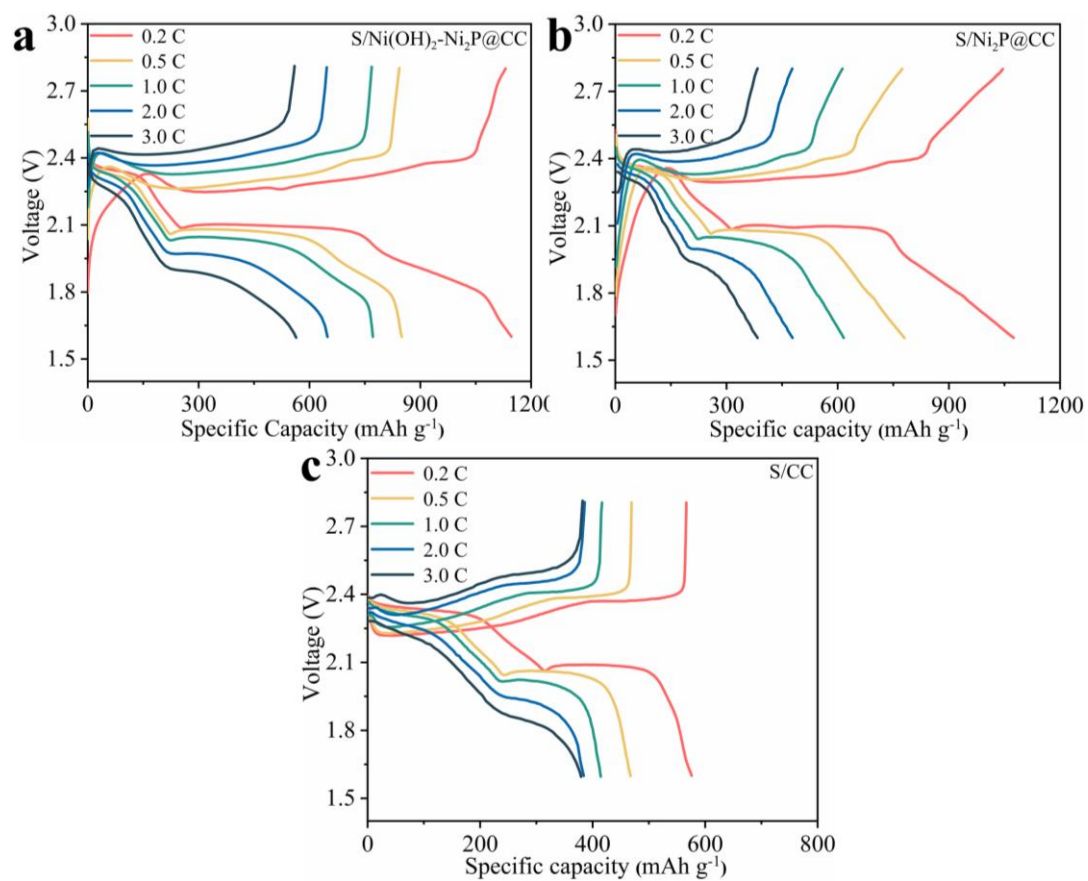 a
S/Ni(OH)₂-Ni₂P@CC
0.2 C
0.5 C
1.0 C
2.0 C
3.0 C
3.0
2.7
2.4
2.1
1.8
1.5
Voltage (V)
0 300 600 900 1200
Specific Capacity (mAh g⁻¹)
b
S/Ni₂P@CC
0.2 C
0.5 C
1.0 C
2.0 C
3.0 C
3.0
2.7
2.4
2.1
1.8
1.5
Voltage (V)
0 300 600 900 1200
Specific capacity (mAh g⁻¹)
c
S/CC
0.2 C
0.5 C
1.0 C
2.0 C
3.0 C
3.0
2.7
2.4
2.1
1.8
1.5
Voltage (V)
0 200 400 600 800
Specific capacity (mAh g⁻¹)